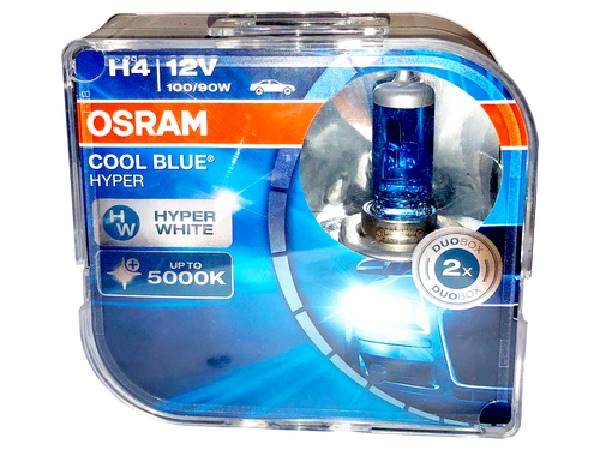 H4 12V
100/90W
OSRAM
COOL BLUE®
HYPER
HW HYPER
WHITE
UP TO
5000K
DUOBOX
2x
DUOBOX